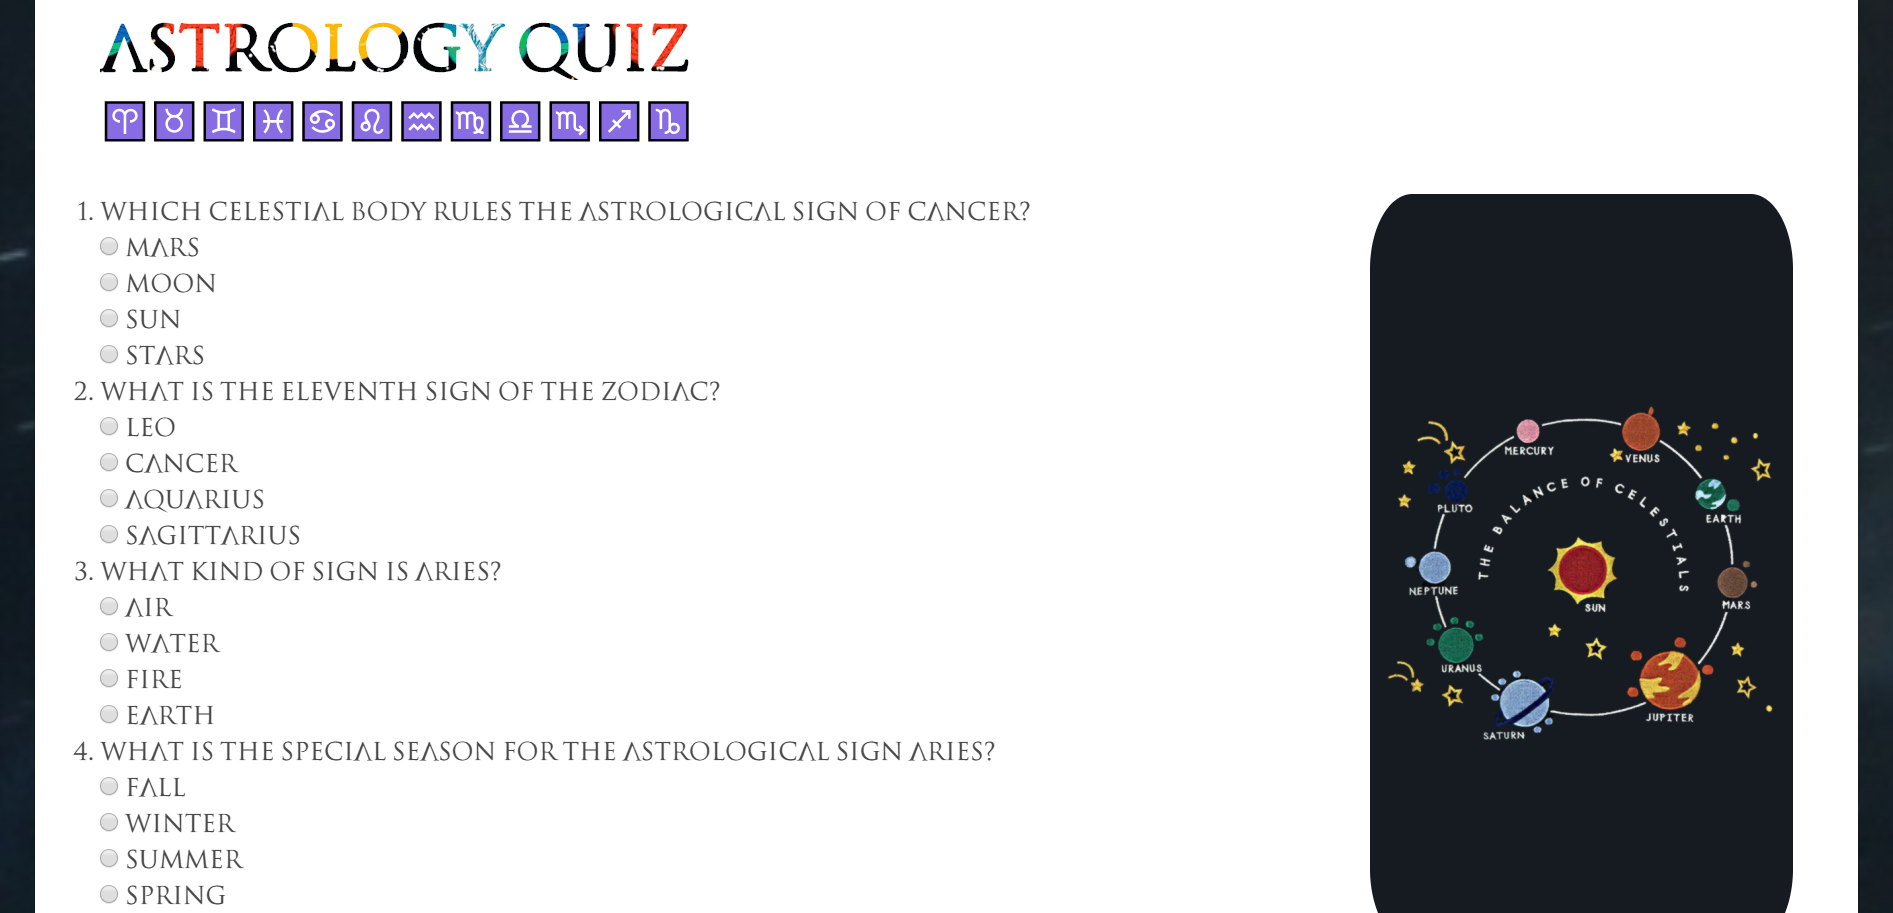 ASTROLOGY QUIZ
♈ ♉ ♊ ♓ ♋ ♌ ♒ ♍ ♎ ♏ ♐ ♑
1. WHICH CELESTIAL BODY RULES THE ASTROLOGICAL SIGN OF CANCER?
MARS
MOON
SUN
STARS
2. WHAT IS THE ELEVENTH SIGN OF THE ZODIAC?
LEO
CANCER
AQUARIUS
SAGITTARIUS
3. WHAT KIND OF SIGN IS ARIES?
AIR
WATER
FIRE
EARTH
4. WHAT IS THE SPECIAL SEASON FOR THE ASTROLOGICAL SIGN ARIES?
FALL
WINTER
SUMMER
SPRING
THE BALANCE OF CELESTIALS
MERCURY
VENUS
EARTH
MARS
JUPITER
SATURN
URANUS
NEPTUNE
PLUTO
SUN